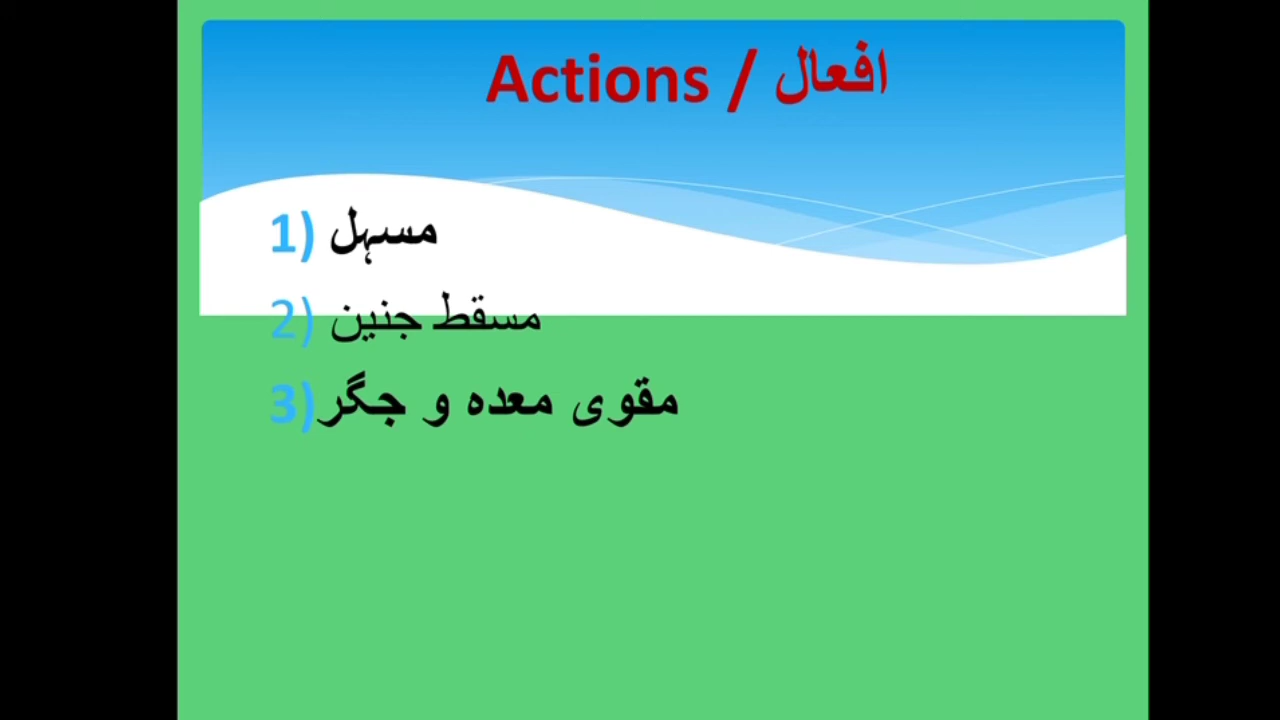 Actions / افعال
1) مسہل
2) مسقط جنین
3) مقوی معدہ و جگر